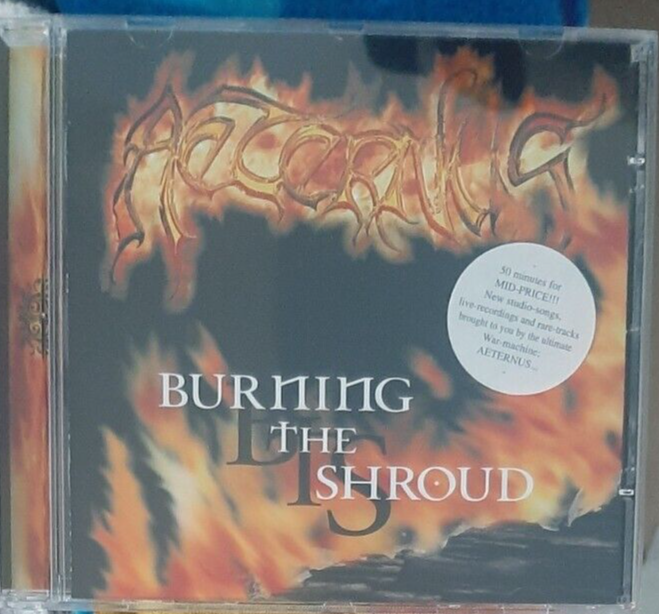 AETERNUS
50 minutes for
MID-PRICE!!!
New studio-songs,
live-recordings and rare-tracks
brought to you by the ultimate
War-machine:
AETERNUS...
BURNING
THE
SHROUD
BTS